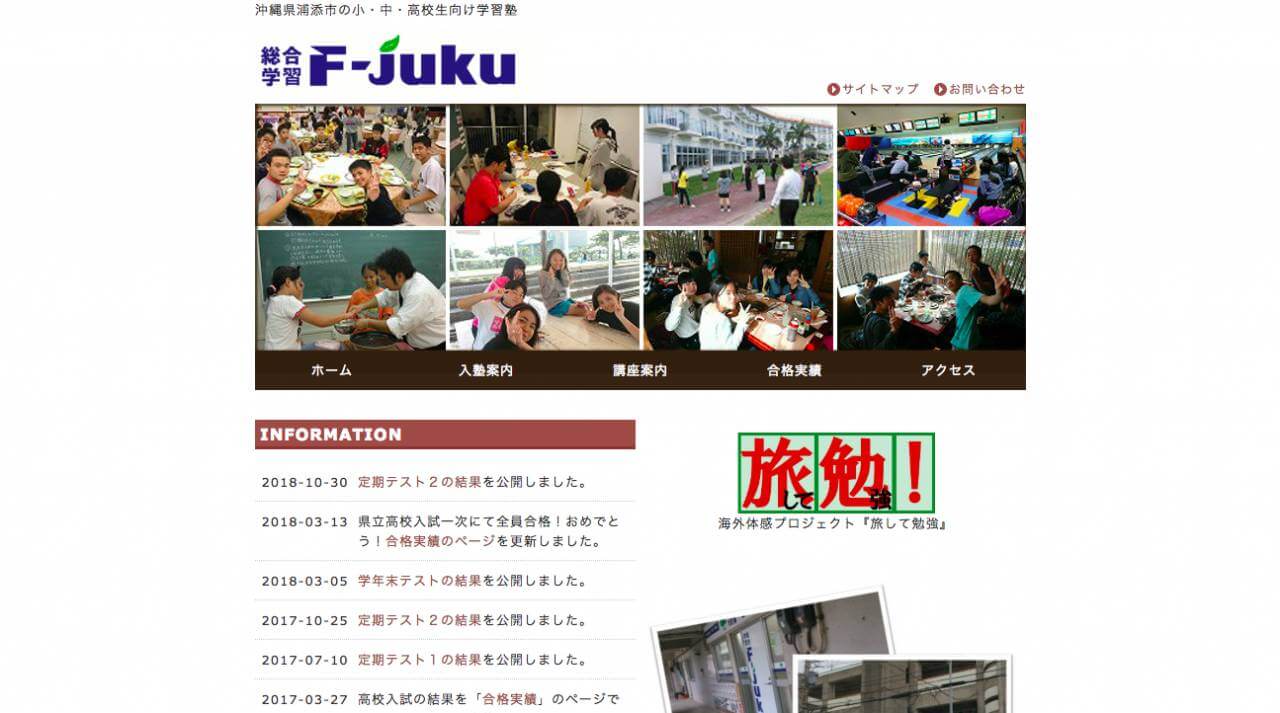 沖縄県浦添市の小・中・高校生向け学習塾
総合
学習
F-Juku
サイトマップ
お問い合わせ
ホーム
入塾案内
講座案内
合格実績
アクセス
INFORMATION
2018-10-30 定期テスト２の結果を公開しました。
2018-03-13 県立高校入試一次にて全員合格！おめでと
う！合格実績のページを更新しました。
2018-03-05 学年末テストの結果を公開しました。
2017-10-25 定期テスト２の結果を公開しました。
2017-07-10 定期テスト１の結果を公開しました。
2017-03-27 高校入試の結果を「合格実績」のページで
旅して勉強！
海外体感プロジェクト『旅して勉強』
F-Juku